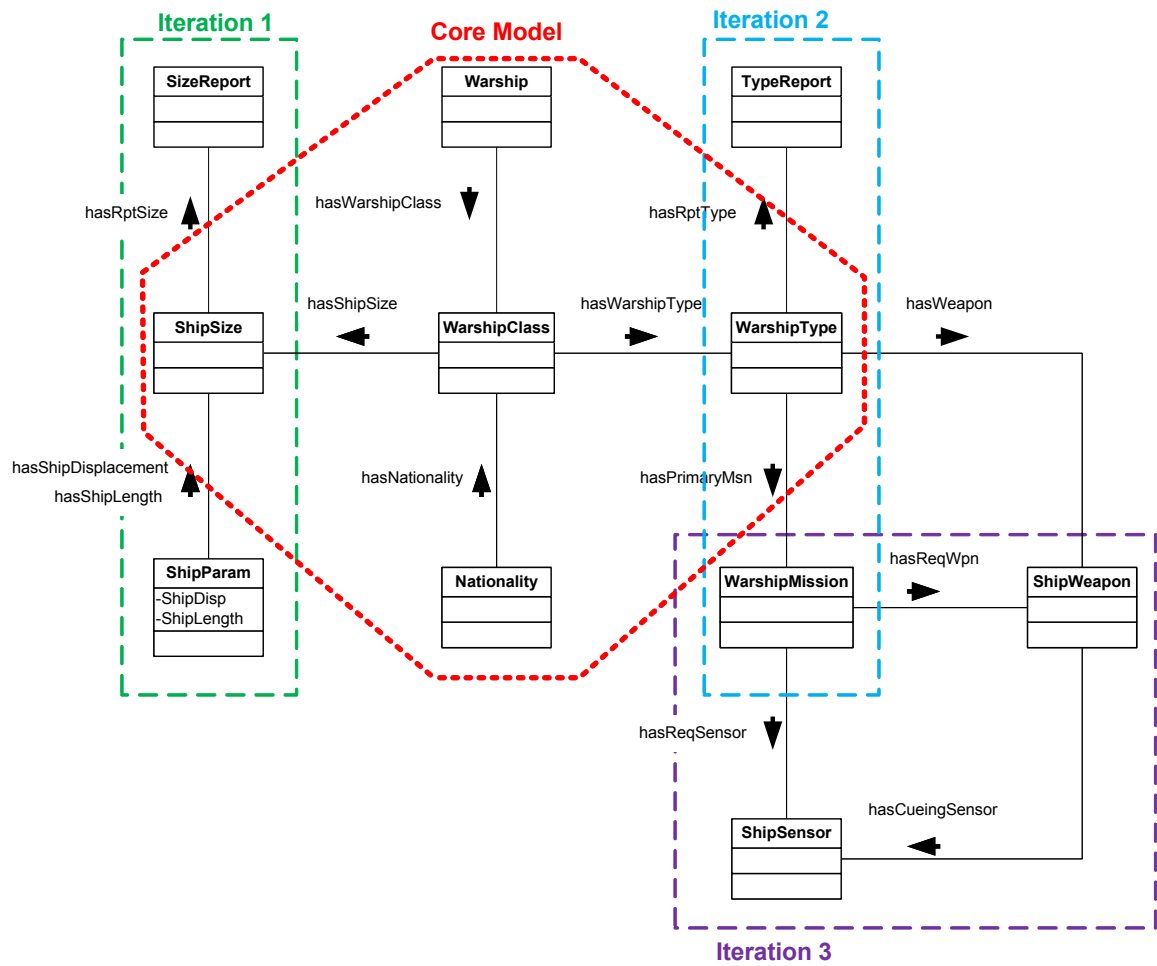 Iteration 1
Core Model
Iteration 2
SizeReport
Warship
TypeReport
hasRptSize
hasWarshipClass
hasRptType
hasShipSize
hasWarshipType
hasWeapon
ShipSize
WarshipClass
WarshipType
hasShipDisplacement
hasShipLength
hasNationality
hasPrimaryMsn
hasReqWpn
ShipParam
-ShipDisp
-ShipLength
Nationality
WarshipMission
ShipWeapon
hasReqSensor
hasCueingSensor
ShipSensor
Iteration 3